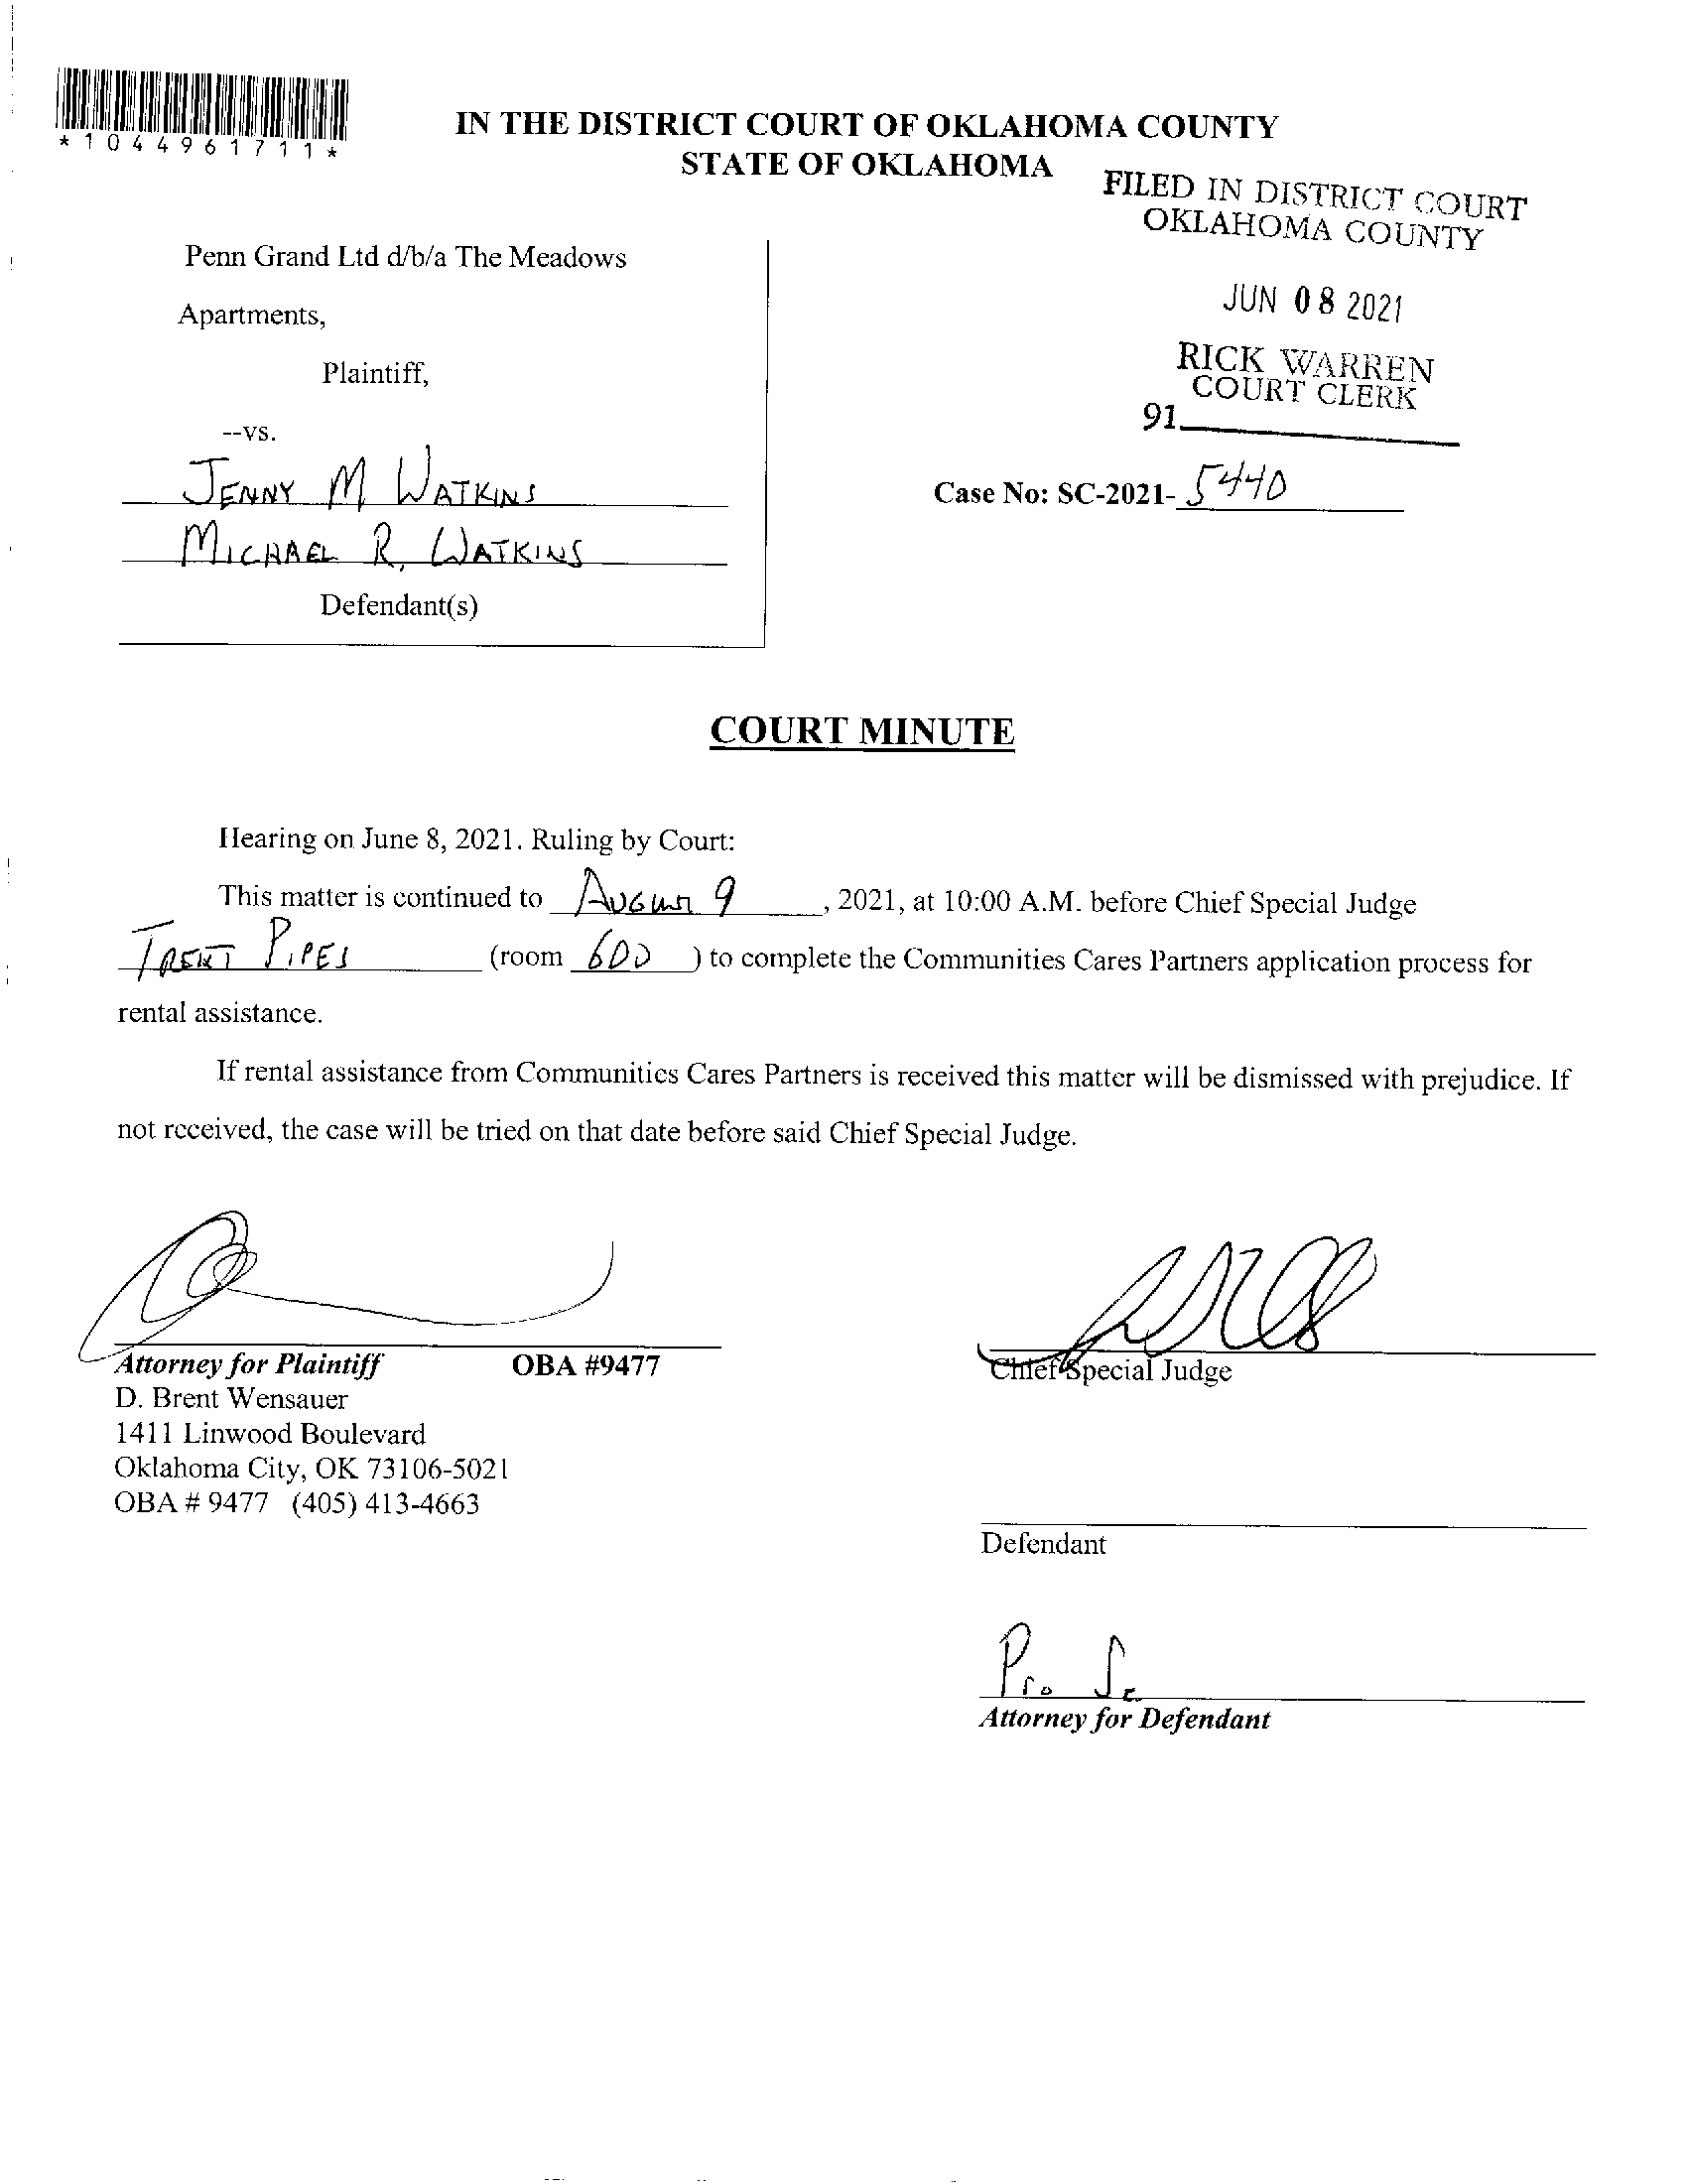 *1044961711*
IN THE DISTRICT COURT OF OKLAHOMA COUNTY
STATE OF OKLAHOMA
FILED IN DISTRICT COURT
OKLAHOMA COUNTY
JUN 08 2021
RICK WARREN
COURT CLERK
91
Penn Grand Ltd d/b/a The Meadows
Apartments,
Plaintiff,
--vs.
JENNY M WATKINS
MICHAEL R. WATKINS
Defendant(s)
Case No: SC-2021- 5440
COURT MINUTE
Hearing on June 8, 2021. Ruling by Court:
This matter is continued to AUGUST 9, 2021, at 10:00 A.M. before Chief Special Judge
TRENT PIPES (room 600) to complete the Communities Cares Partners application process for
rental assistance.
If rental assistance from Communities Cares Partners is received this matter will be dismissed with prejudice. If
not received, the case will be tried on that date before said Chief Special Judge.
Attorney for Plaintiff OBA #9477
D. Brent Wensauer
1411 Linwood Boulevard
Oklahoma City, OK 73106-5021
OBA # 9477 (405) 413-4663
Chief Special Judge
Defendant
Pro Se
Attorney for Defendant